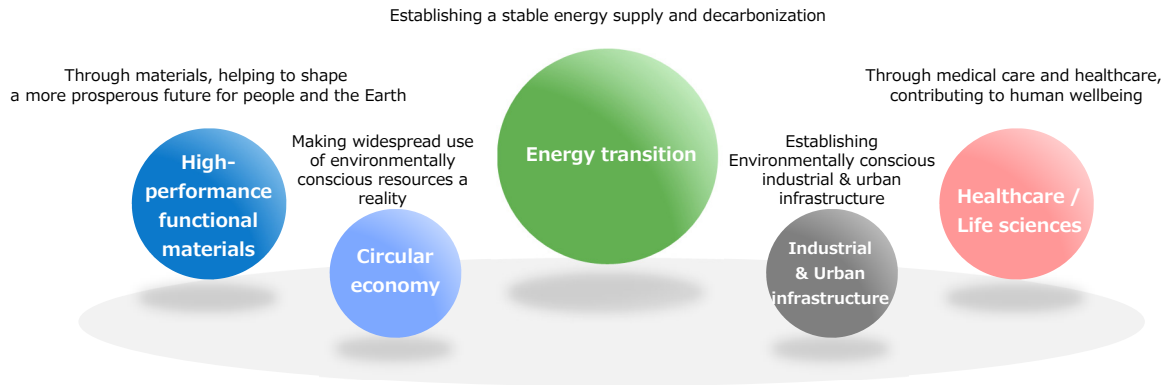 Establishing a stable energy supply and decarbonization
Through materials, helping to shape
a more prosperous future for people and the Earth
High-
performance
functional
materials
Making widespread use
of environmentally
conscious resources a
reality
Circular
economy
Energy transition
Establishing
Environmentally conscious
industrial & urban
infrastructure
Industrial
& Urban
infrastructure
Through medical care and healthcare,
contributing to human wellbeing
Healthcare /
Life sciences